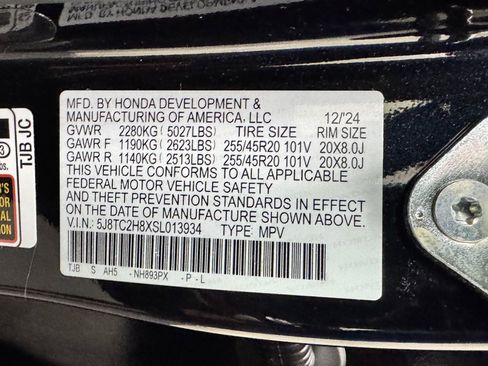 MFD. BY HONDA DEVELOPMENT &
MANUFACTURING OF AMERICA, LLC 12/'24
GVWR 2280KG (5027LBS) TIRE SIZE RIM SIZE
GAWR F 1190KG (2623LBS) 255/45R20 101V 20X8.0J
GAWR R 1140KG (2513LBS) 255/45R20 101V 20X8.0J
THIS VEHICLE CONFORMS TO ALL APPLICABLE
FEDERAL MOTOR VEHICLE SAFETY
AND THEFT PREVENTION STANDARDS IN EFFECT
ON THE DATE OF MANUFACTURE SHOWN ABOVE.
V.I.N.: 5J8TC2H8XSL013934 TYPE: MPV
TJB S AH5 -NH893PX -P-L
TJB JC